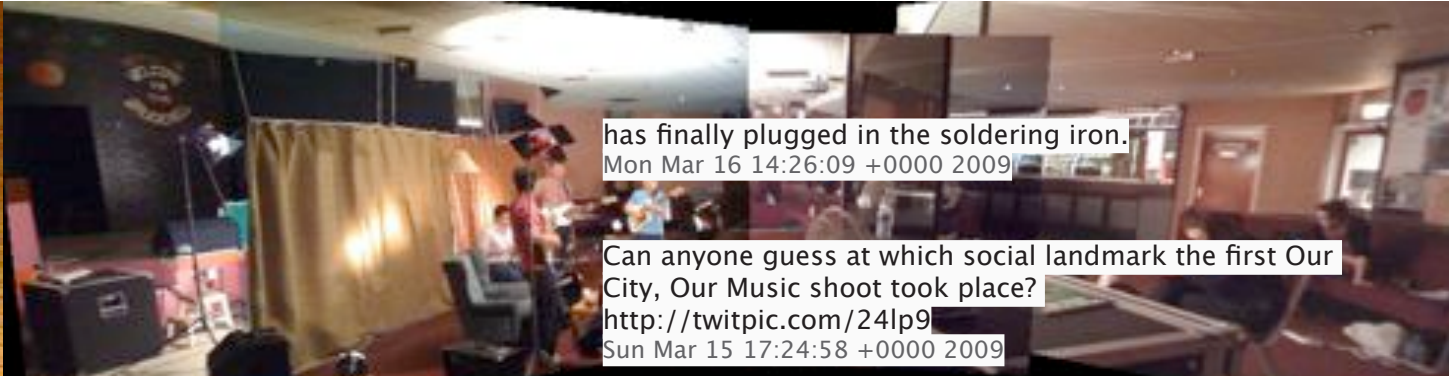 has finally plugged in the soldering iron.
Mon Mar 16 14:26:09 +0000 2009
Can anyone guess at which social landmark the first Our
City, Our Music shoot took place?
http://twitpic.com/24lp9
Sun Mar 15 17:24:58 +0000 2009